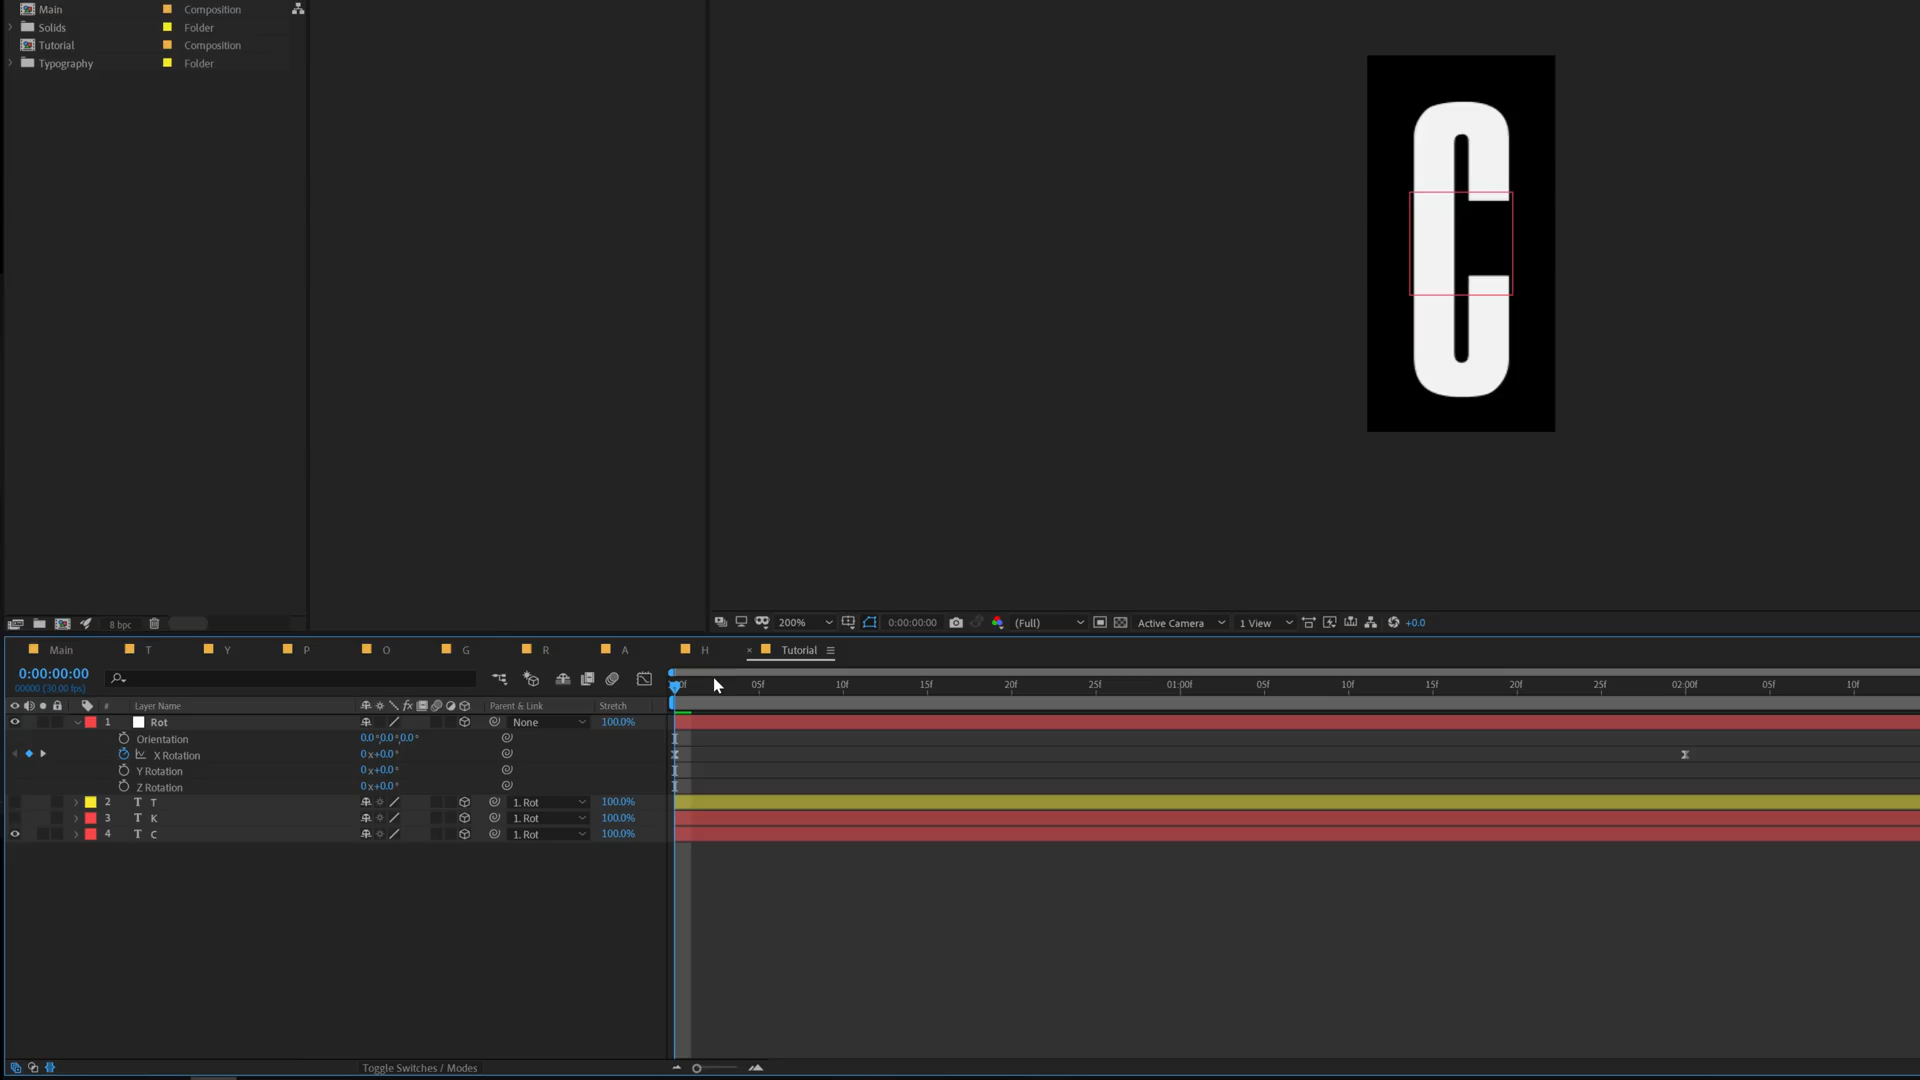 Main Composition
Solids Folder
Tutorial Composition
Typography Folder
C
8 bpc
200% 0:00:00:00 (Full) Active Camera 1 View +0.0
Main T Y P O G R A H × Tutorial
0:00:00:00
00000 (30.00 fps)
05f 10f 15f 20f 25f 01:00f 05f 10f 15f 20f 25f 02:00f 05f 10f
# Layer Name fx Parent & Link Stretch
1 Rot None 100.0%
Orientation 0.0°,0.0°,0.0°
X Rotation 0x+0.0°
Y Rotation 0x+0.0°
Z Rotation 0x+0.0°
2 T T 1. Rot 100.0%
3 T K 1. Rot 100.0%
4 T C 1. Rot 100.0%
Toggle Switches / Modes